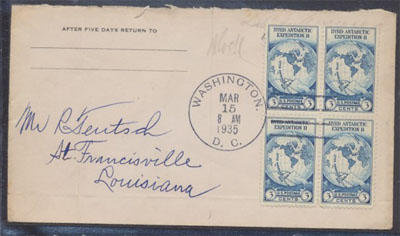 AFTER FIVE DAYS RETURN TO
WASHINGTON,
MAR
15
8 AM
1935
D. C.
BYRD ANTARCTIC
EXPEDITION II
U.S. POSTAGE
3 CENTS 3
BYRD ANTARCTIC
EXPEDITION II
U.S. POSTAGE
3 CENTS 3
BYRD ANTARCTIC
EXPEDITION II
U.S. POSTAGE
3 CENTS 3
BYRD ANTARCTIC
EXPEDITION II
U.S. POSTAGE
3 CENTS 3
Mr R Teutsch
St. Francisville
Louisiana